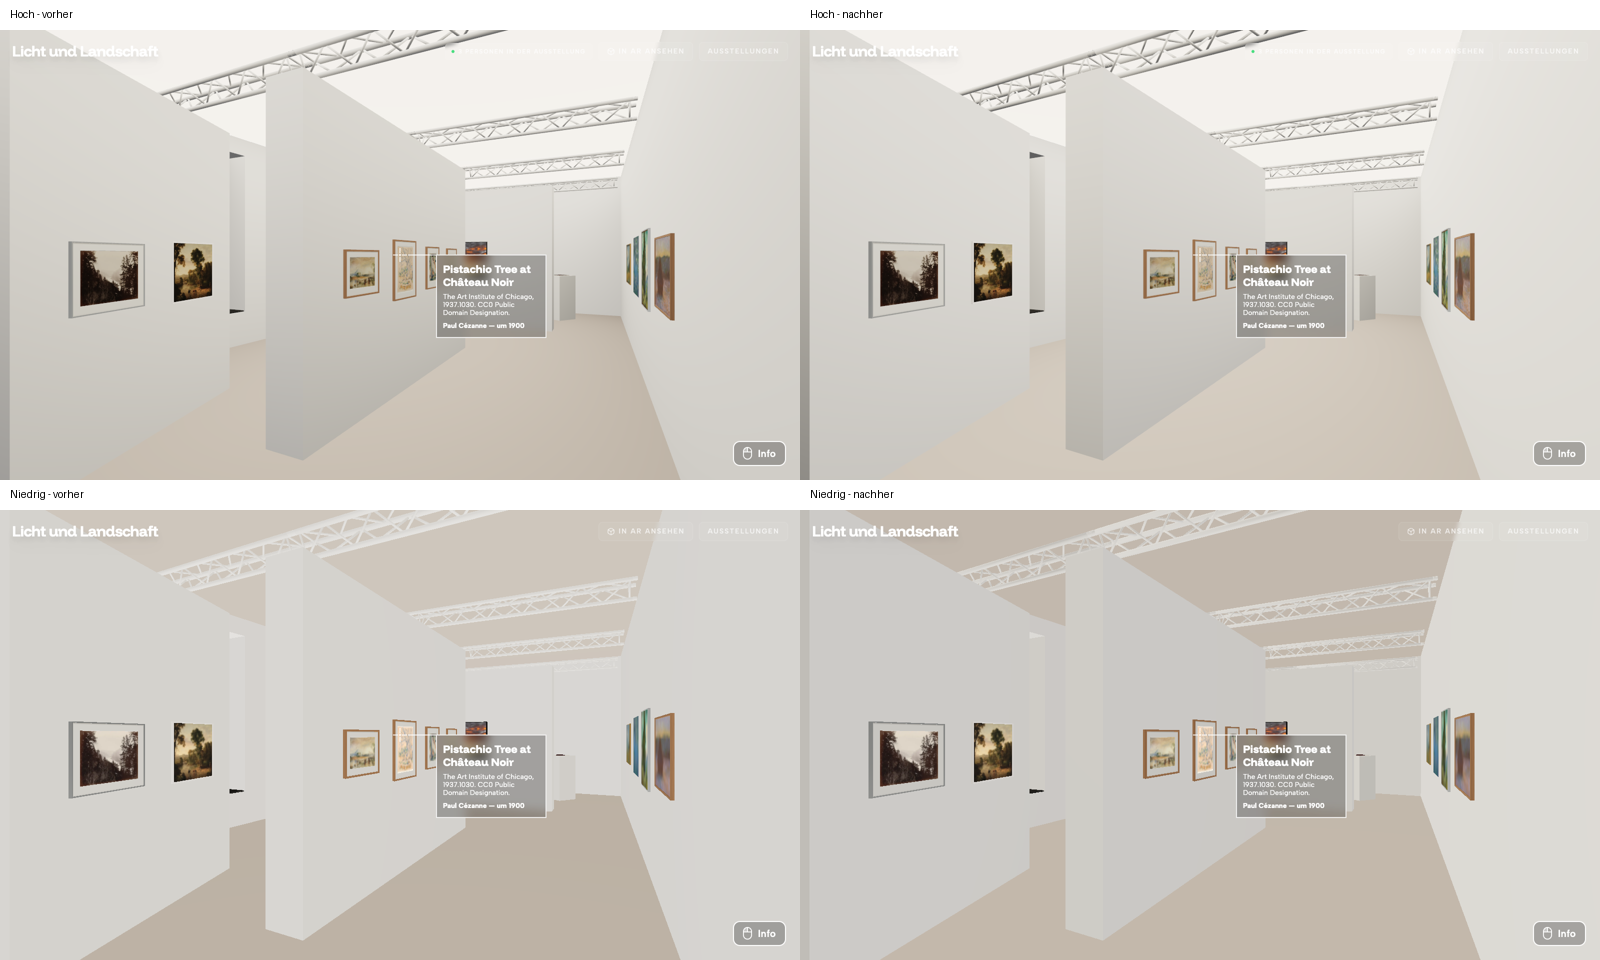 Hoch - vorher
Licht und Landschaft
IN AR ANSEHEN
AUSSTELLUNGEN
Pistachio Tree at
Château Noir
The Art Institute of Chicago,
1937.1030. CC0 Public
Domain Designation.
Paul Cézanne — um 1900
Info
Hoch - nachher
Licht und Landschaft
IN AR ANSEHEN
AUSSTELLUNGEN
Pistachio Tree at
Château Noir
The Art Institute of Chicago,
1937.1030. CC0 Public
Domain Designation.
Paul Cézanne — um 1900
Info
Niedrig - vorher
Licht und Landschaft
IN AR ANSEHEN
AUSSTELLUNGEN
Pistachio Tree at
Château Noir
The Art Institute of Chicago,
1937.1030. CC0 Public
Domain Designation.
Paul Cézanne — um 1900
Info
Niedrig - nachher
Licht und Landschaft
IN AR ANSEHEN
AUSSTELLUNGEN
Pistachio Tree at
Château Noir
The Art Institute of Chicago,
1937.1030. CC0 Public
Domain Designation.
Paul Cézanne — um 1900
Info